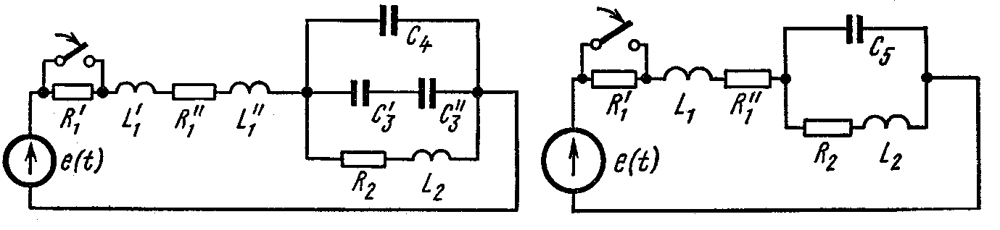 C₄
R₁′ L₁′ R₁″ L₁″ C₃′ C₃″
e(t)
R₂ L₂
C₅
R₁′ L₁ R₁″
e(t)
R₂ L₂